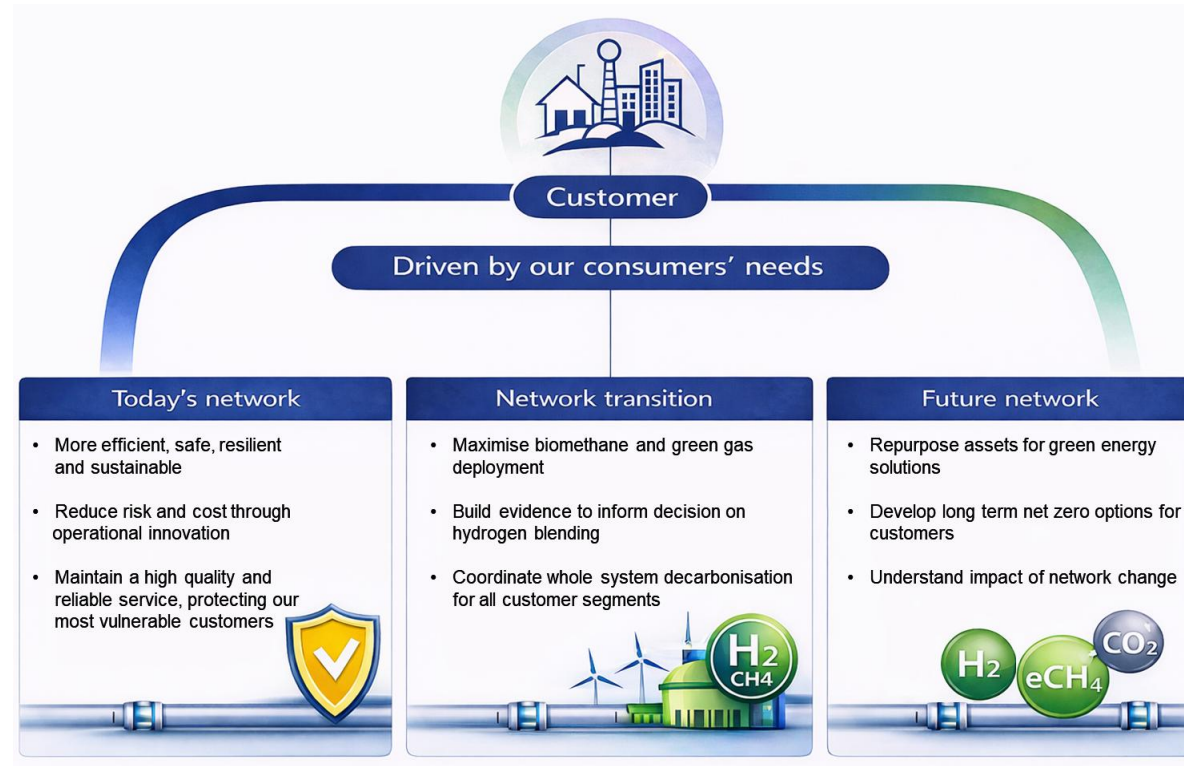 Customer
Driven by our consumers' needs
Today's network
• More efficient, safe, resilient
and sustainable
• Reduce risk and cost through
operational innovation
• Maintain a high quality and
reliable service, protecting our
most vulnerable customers
Network transition
• Maximise biomethane and green gas
deployment
• Build evidence to inform decision on
hydrogen blending
• Coordinate whole system decarbonisation
for all customer segments
H2
CH4
Future network
• Repurpose assets for green energy
solutions
• Develop long term net zero options for
customers
• Understand impact of network change
H2
eCH4
CO2